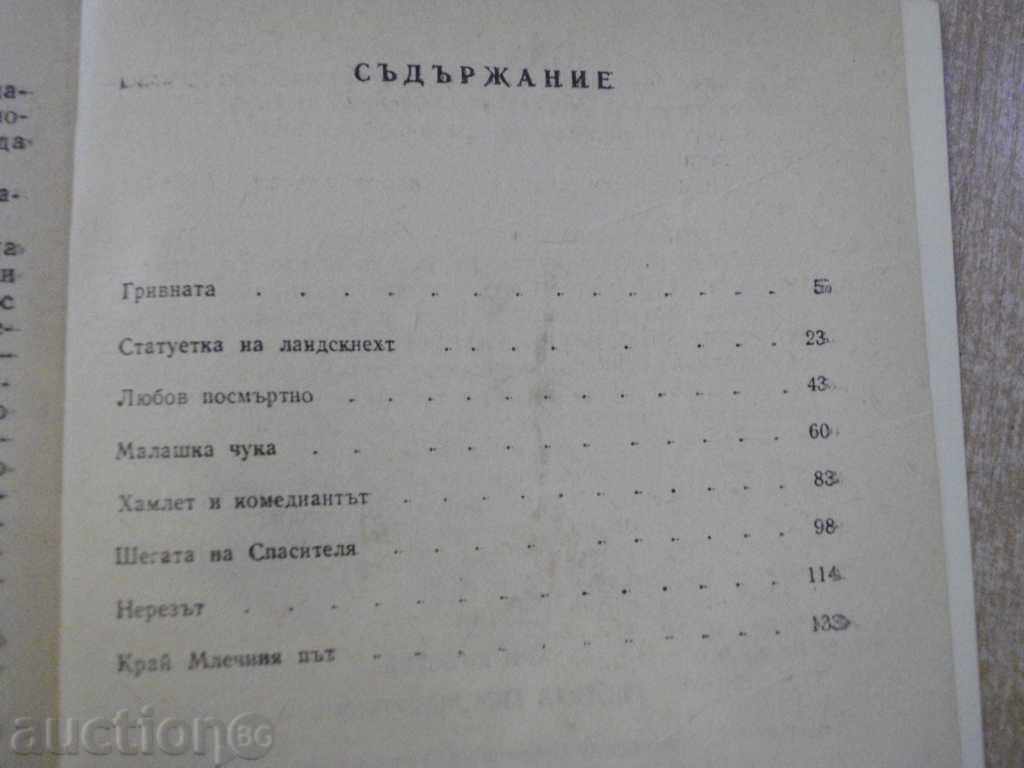 СЪДЪРЖАНИЕ
Гривната . . . . . . . . . . . . . 5
Статуетка на ландскнехт . . . . . . . . 23
Любов посмъртно . . . . . . . . . . . 43
Малашка чука . . . . . . . . . . . . 60
Хамлет и комедиантът . . . . . . . . . . 83
Шегата на Спасителя . . . . . . . . . . 98
Нерезът . . . . . . . . . . . . . . 114
Край Млечния път . . . . . . . . . . . 133
auction BG